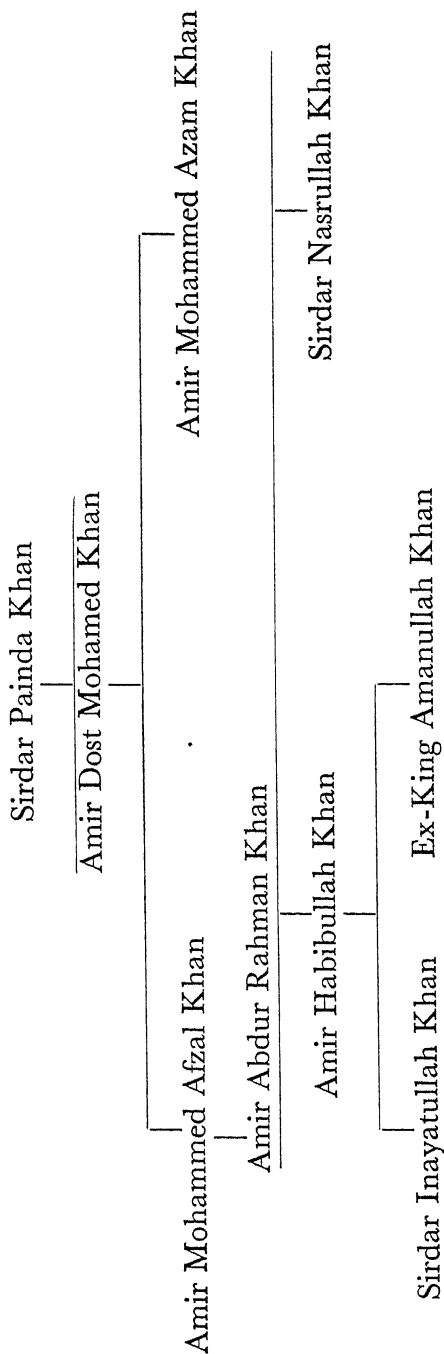 Sirdar Painda Khan
Amir Dost Mohamed Khan
Amir Mohammed Afzal Khan
Amir Mohammed Azam Khan
Amir Abdur Rahman Khan
Amir Habibullah Khan
Sirdar Nasrullah Khan
Sirdar Inayatullah Khan
Ex-King Amanullah Khan